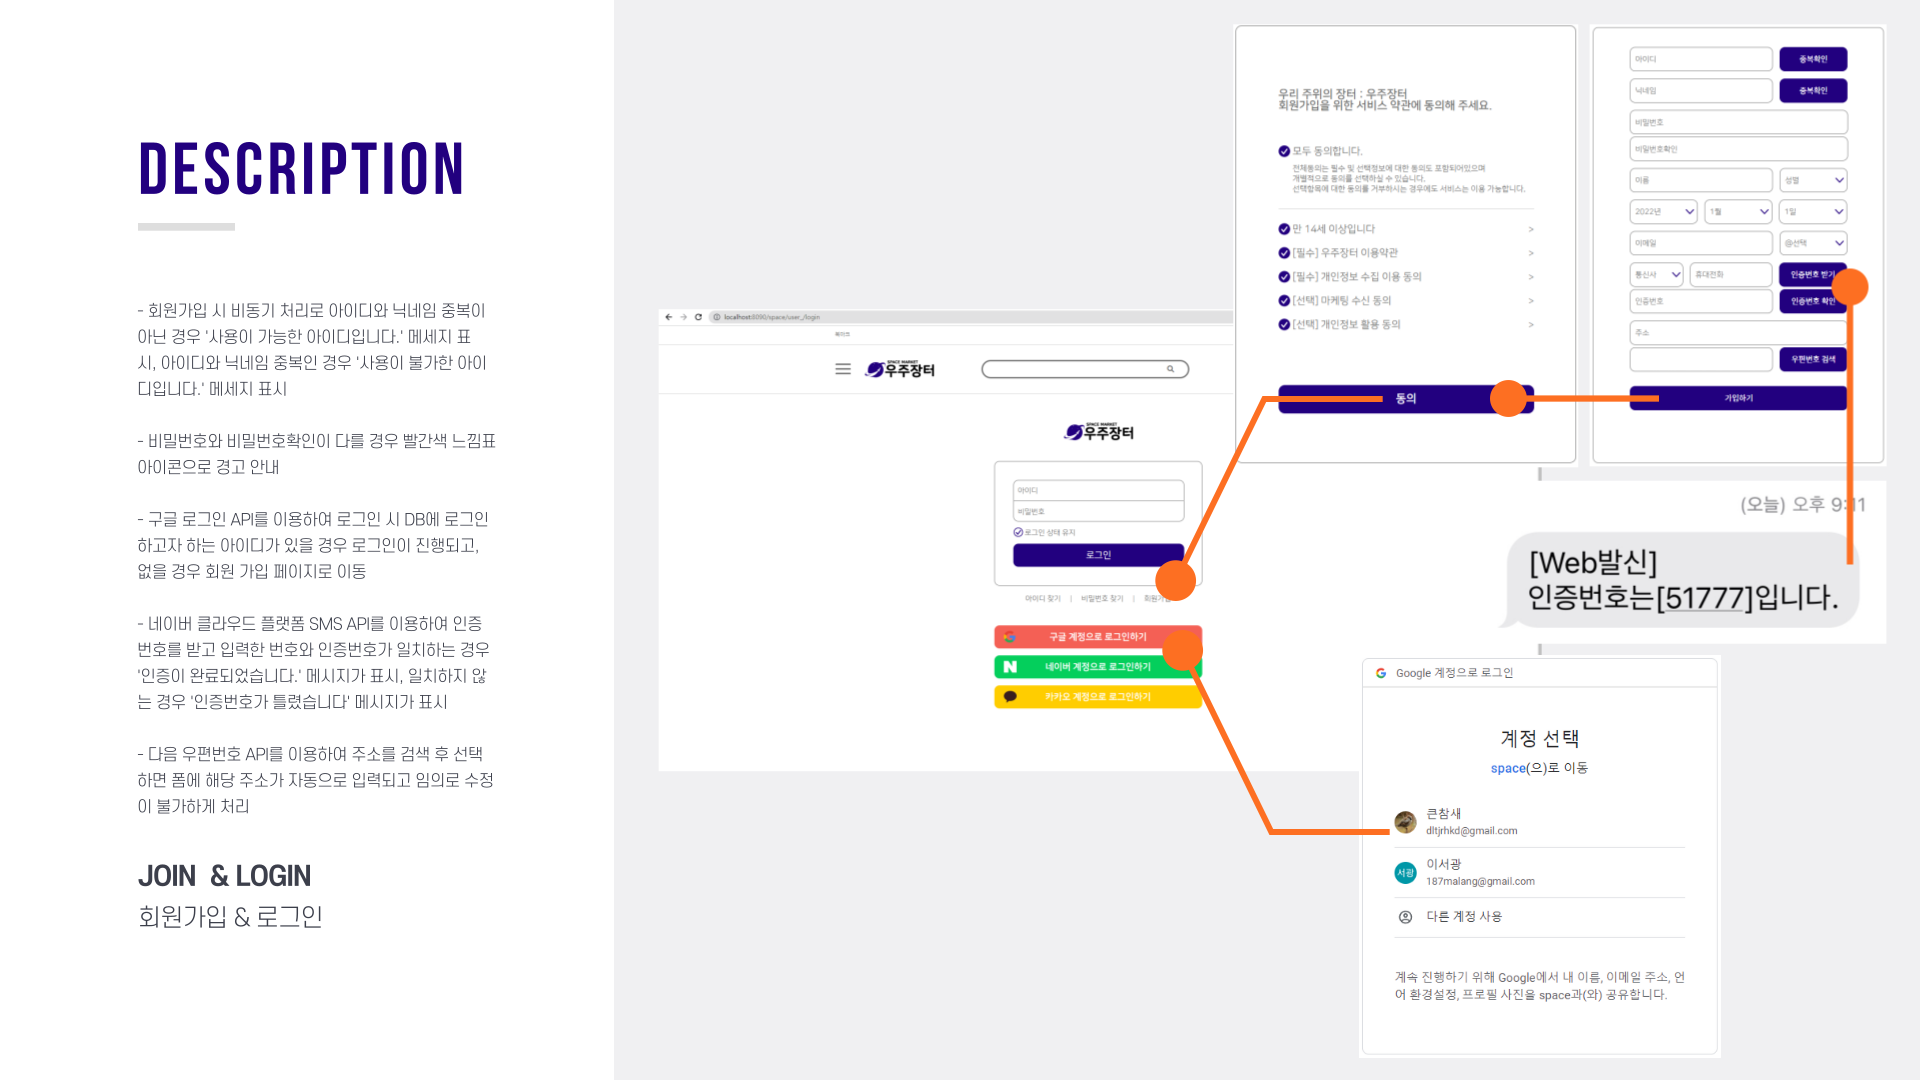 DESCRIPTION
- 회원가입 시 비동기 처리로 아이디와 닉네임 중복이
아닌 경우 '사용이 가능한 아이디입니다.' 메세지 표
시, 아이디와 닉네임 중복인 경우 '사용이 불가한 아이
디입니다.' 메세지 표시
- 비밀번호와 비밀번호확인이 다를 경우 빨간색 느낌표
아이콘으로 경고 안내
- 구글 로그인 API를 이용하여 로그인 시 DB에 로그인
하고자 하는 아이디가 있을 경우 로그인이 진행되고,
없을 경우 회원 가입 페이지로 이동
- 네이버 클라우드 플랫폼 SMS API를 이용하여 인증
번호를 받고 입력한 번호와 인증번호가 일치하는 경우
'인증이 완료되었습니다.' 메시지가 표시, 일치하지 않
는 경우 '인증번호가 틀렸습니다' 메시지가 표시
- 다음 우편번호 API를 이용하여 주소를 검색 후 선택
하면 폼에 해당 주소가 자동으로 입력되고 임의로 수정
이 불가하게 처리
JOIN & LOGIN
회원가입 & 로그인
localhost:8090/space/user_/login
북마크
SPACE MARKET
우주장터
SPACE MARKET
우주장터
아이디
비밀번호
로그인 상태 유지
로그인
아이디 찾기 | 비밀번호 찾기 | 회원가
구글 계정으로 로그인하기
네이버 계정으로 로그인하기
카카오 계정으로 로그인하기
우리 주위의 장터 : 우주장터
회원가입을 위한 서비스 약관에 동의해 주세요.
모두 동의합니다.
전체동의는 필수 및 선택정보에 대한 동의도 포함되어있으며
개별적으로 동의를 선택하실 수 있습니다.
선택항목에 대한 동의를 거부하시는 경우에도 서비스는 이용 가능합니다.
만 14세 이상입니다 >
[필수] 우주장터 이용약관 >
[필수] 개인정보 수집 이용 동의 >
[선택] 마케팅 수신 동의 >
[선택] 개인정보 활용 동의 >
동의
아이디 중복확인
닉네임 중복확인
비밀번호
비밀번호확인
이름 성별
2022년 1월 1일
이메일 @선택
통신사 휴대전화 인증번호 받기
인증번호 인증번호 확인
주소
우편번호 검색
가입하기
(오늘) 오후 9:11
[Web발신]
인증번호는[51777]입니다.
Google 계정으로 로그인
계정 선택
space(으)로 이동
큰참새
dltjrhkd@gmail.com
서광 이서광
187malang@gmail.com
다른 계정 사용
계속 진행하기 위해 Google에서 내 이름, 이메일 주소, 언
어 환경설정, 프로필 사진을 space과(와) 공유합니다.